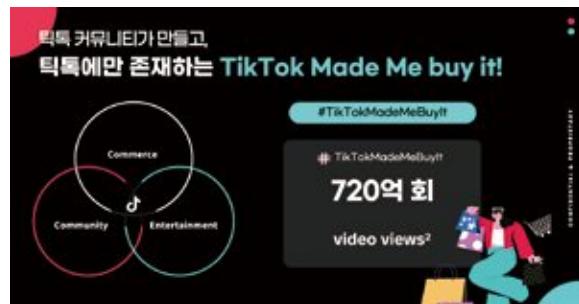 틱톡 커뮤니티가 만들고,
틱톡에만 존재하는 TikTok Made Me buy it!
#TikTokMadeMeBuyIt
Commerce
Community
Entertainment
# TikTokMadeMeBuyIt
720억 회
video views²
CONFIDENTIAL & PROPRIETARY